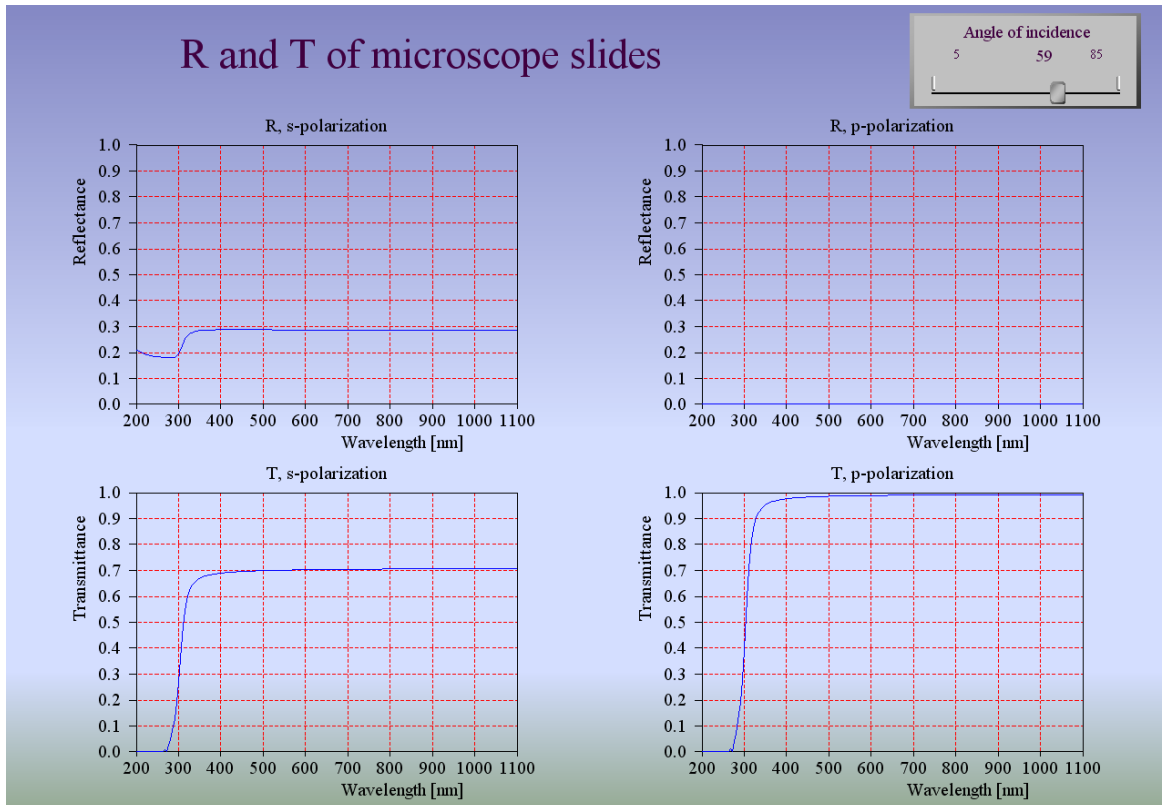 R and T of microscope slides
Angle of incidence
5 59 85
R, s-polarization
Reflectance
1.0
0.9
0.8
0.7
0.6
0.5
0.4
0.3
0.2
0.1
0.0
200 300 400 500 600 700 800 900 1000 1100
Wavelength [nm]
R, p-polarization
Reflectance
1.0
0.9
0.8
0.7
0.6
0.5
0.4
0.3
0.2
0.1
0.0
200 300 400 500 600 700 800 900 1000 1100
Wavelength [nm]
T, s-polarization
Transmittance
1.0
0.9
0.8
0.7
0.6
0.5
0.4
0.3
0.2
0.1
0.0
200 300 400 500 600 700 800 900 1000 1100
Wavelength [nm]
T, p-polarization
Transmittance
1.0
0.9
0.8
0.7
0.6
0.5
0.4
0.3
0.2
0.1
0.0
200 300 400 500 600 700 800 900 1000 1100
Wavelength [nm]